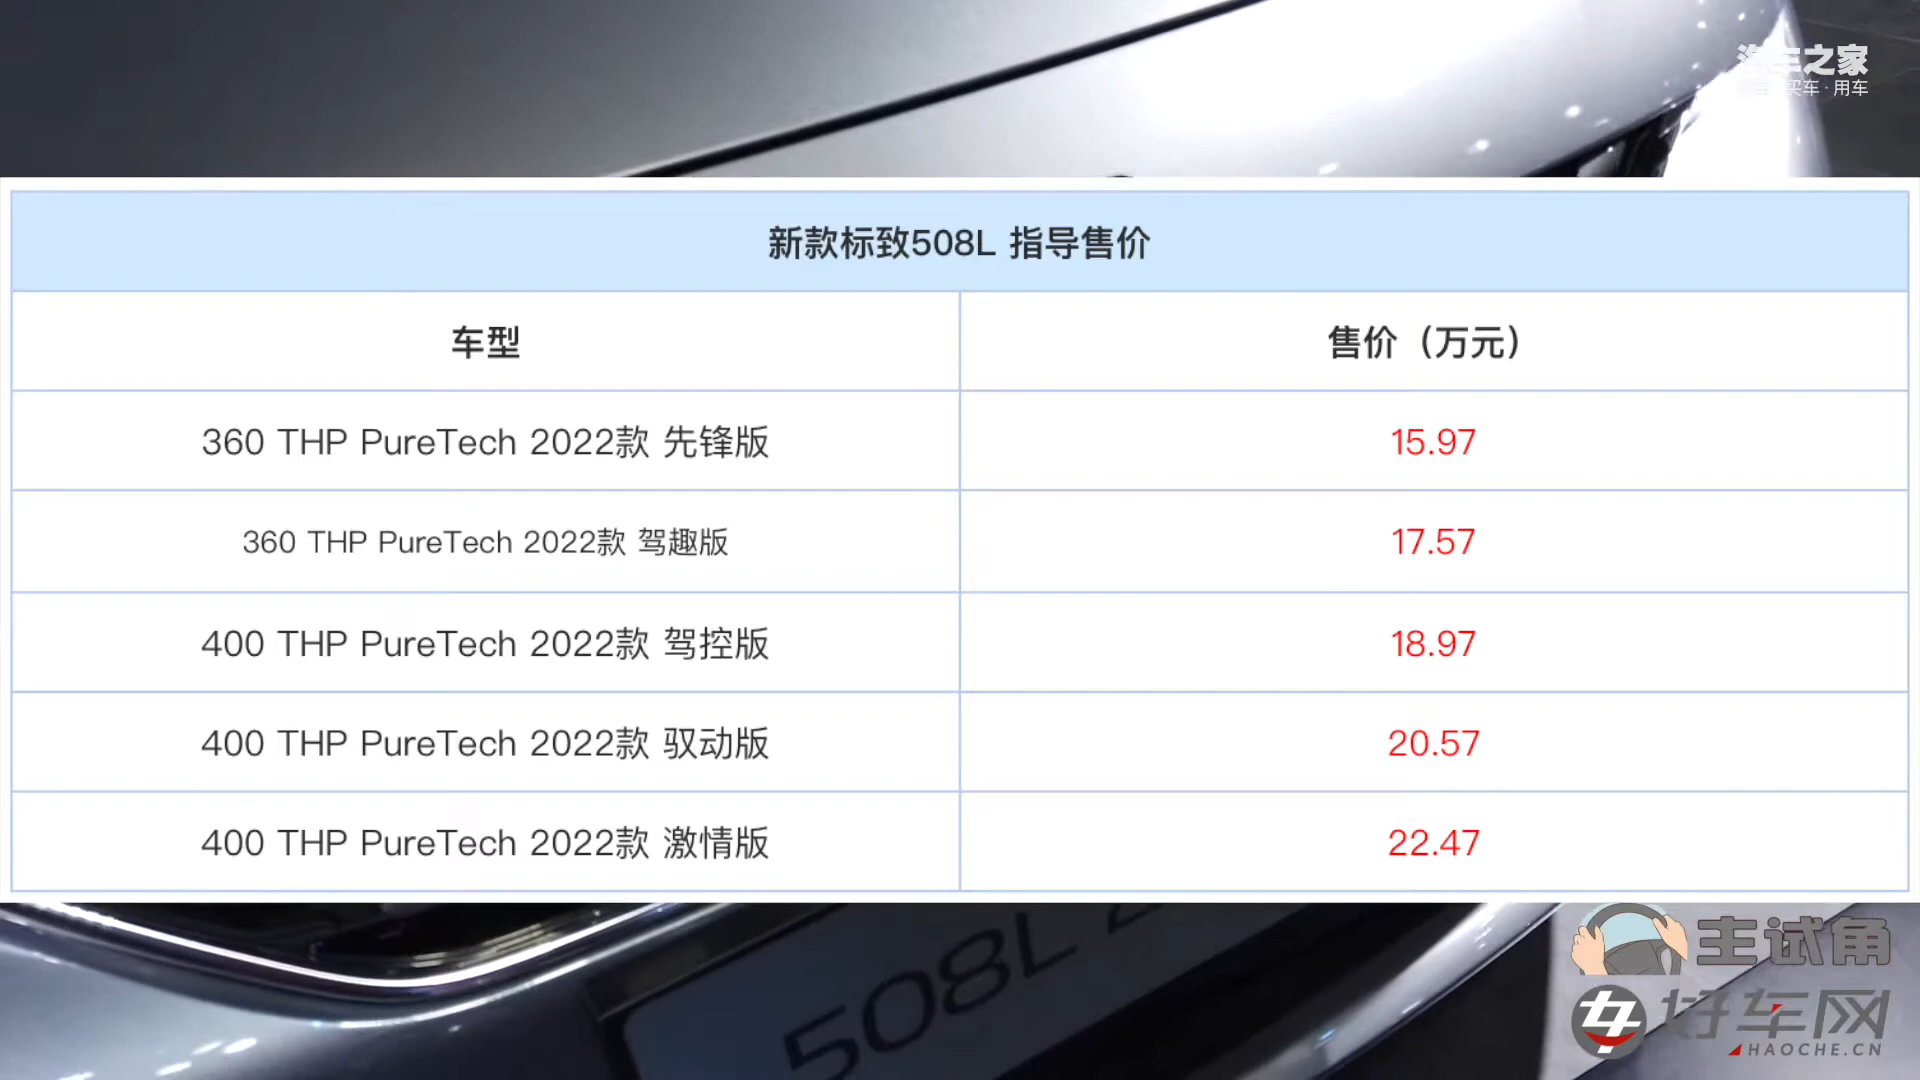 汽车之家
买车·用车
新款标致508L 指导售价
车型
售价（万元）
360 THP PureTech 2022款 先锋版
15.97
360 THP PureTech 2022款 驾趣版
17.57
400 THP PureTech 2022款 驾控版
18.97
400 THP PureTech 2022款 驭动版
20.57
400 THP PureTech 2022款 激情版
22.47
508L
主试角
好车网
HAOCHE.CN